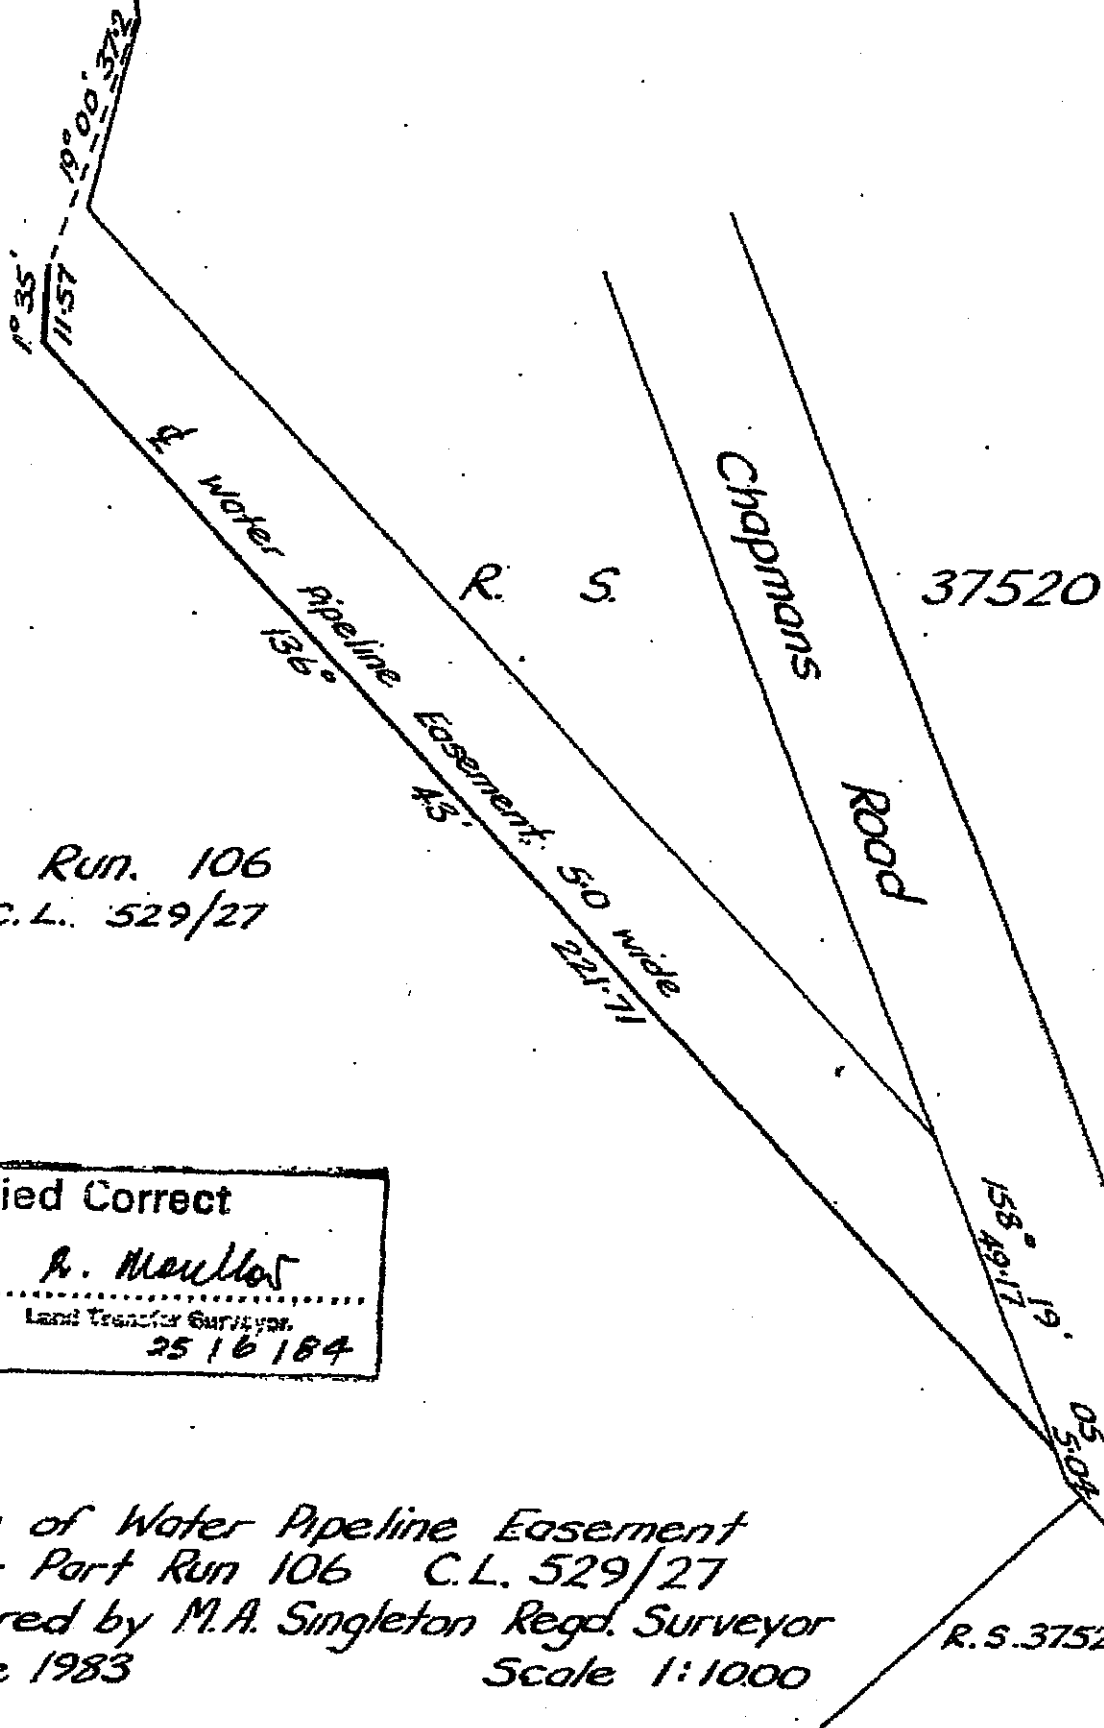 19° 00' 37.2
1° 35'
11.57
℄ Water Pipeline Easement 5.0 wide
136° 43' 221.71
R. S. 37520
Chapmans Road
Run. 106
C.L. 529/27
158° 19'
49.17
05
5.04
ied Correct
Land Transfer Surveyor.
25 / 6 / 84
of Water Pipeline Easement
Part Run 106 C.L. 529/27
red by M.A. Singleton Regd. Surveyor
e 1983 Scale 1:1000
R.S. 3752